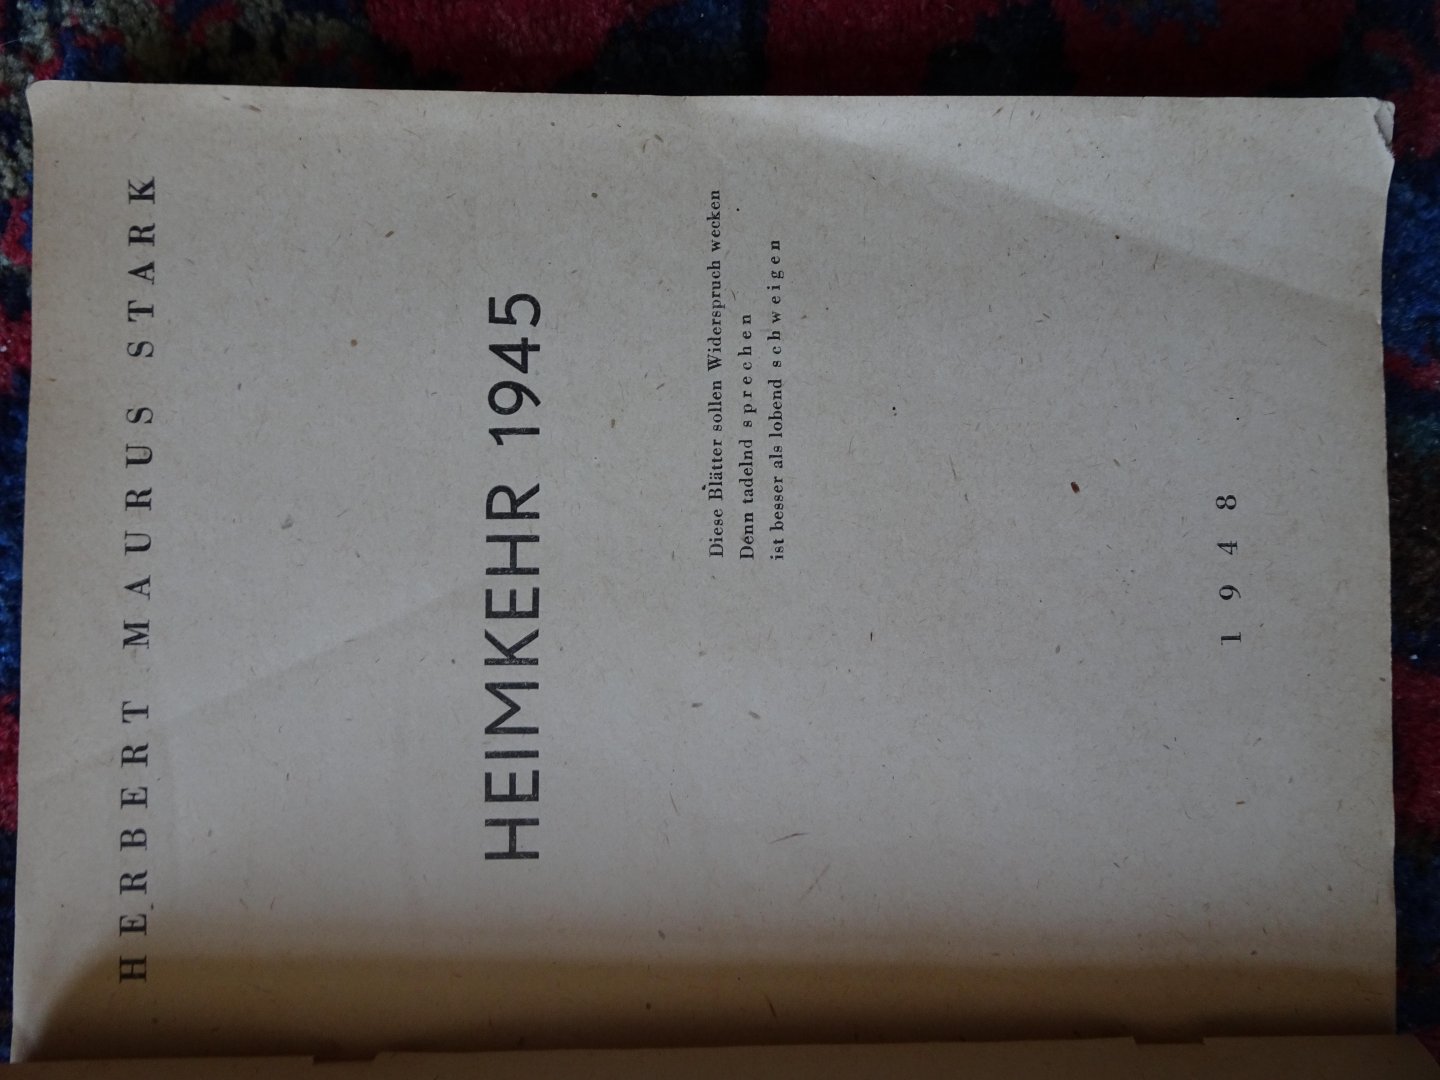 HERBERT MAURUS STARK
HEIMKEHR 1945
Diese Blätter sollen Widerspruch wecken
Denn tadelnd sprechen
ist besser als lobend schweigen
1948